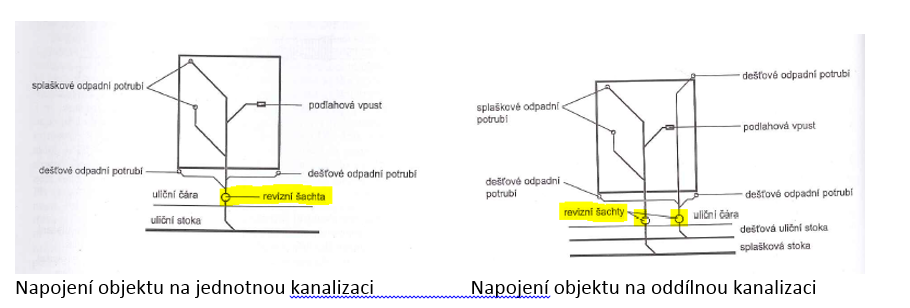 splaškové odpadní potrubí
podlahová vpust
dešťové odpadní potrubí
dešťové odpadní potrubí
uliční čára
revizní šachta
uliční stoka
Napojení objektu na jednotnou kanalizaci
dešťové odpadní potrubí
splaškové odpadní
potrubí
podlahová vpust
dešťové odpadní
potrubí
dešťové odpadní potrubí
revizní šachty
uliční čára
dešťová uliční stoka
splašková stoka
Napojení objektu na oddílnou kanalizaci